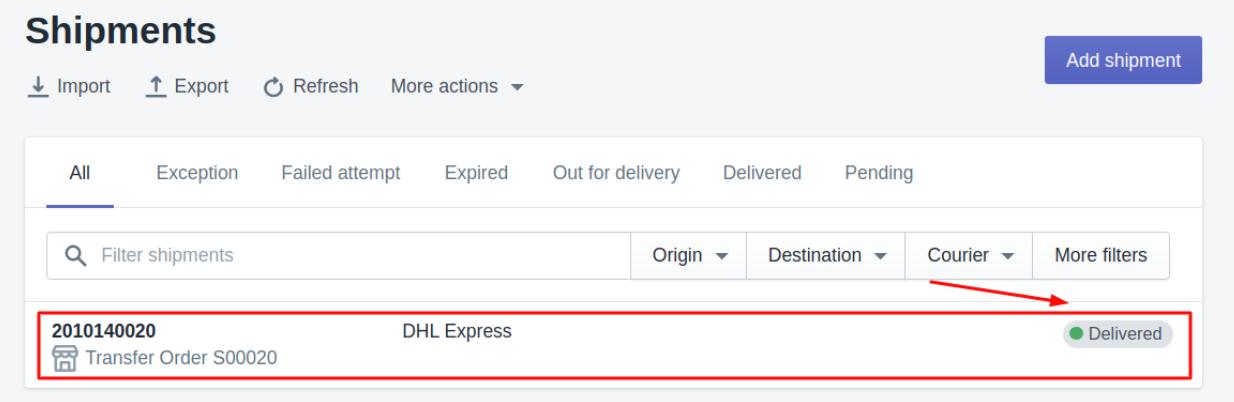 Shipments
Add shipment
Import Export Refresh More actions
All Exception Failed attempt Expired Out for delivery Delivered Pending
Filter shipments Origin Destination Courier More filters
2010140020 DHL Express Delivered
Transfer Order S00020